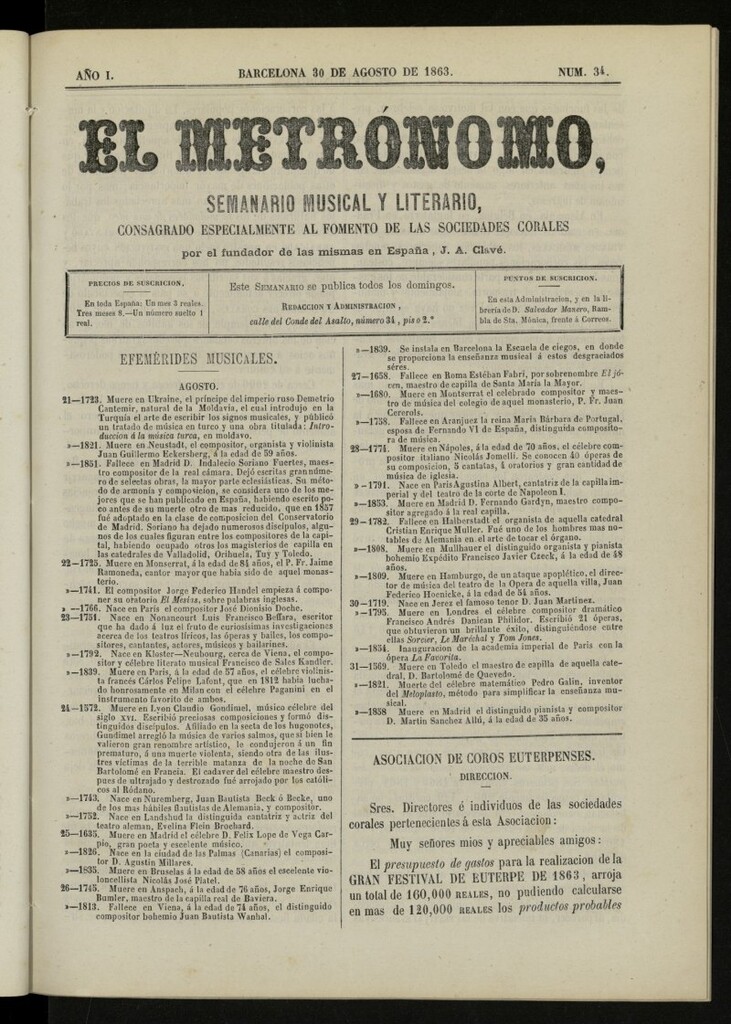 AÑO I. BARCELONA 30 DE AGOSTO DE 1863. NUM. 34.
EL METRÓNOMO,
SEMANARIO MUSICAL Y LITERARIO,
CONSAGRADO ESPECIALMENTE AL FOMENTO DE LAS SOCIEDADES CORALES
por el fundador de las mismas en España, J. A. Clavé.
PRECIOS DE SUSCRICION,
En toda España: Un mes 3 reales.
Tres meses 8.—Un número suelto 1
real.
Este SEMANARIO se publica todos los domingos.
REDACCION Y ADMINISTRACION,
calle del Conde del Asalto, número 34, piso 2.º
PUNTOS DE SUSCRICION.
En esta Administracion, y en la li-
brería de D. Salvador Manero, Ram-
bla de Sta. Mónica, frente á Correos.
EFEMÉRIDES MUSICALES.
AGOSTO.
21—1723. Muere en Ukraine, el príncipe del imperio ruso Demetrio
Cantemir, natural de la Moldavia, el cual introdujo en la
Turquía el arte de escribir los signos musicales, y públicó
un tratado de música en turco y una obra titulada: Intro-
duccion á la música turca, en moldavo.
»—1821. Muere en Neustadt, el compositor, organista y violinista
Juan Guillermo Eckersberg, á la edad de 59 años.
»—1851. Fallece en Madrid D. Indalecio Soriano Fuertes, maes-
tro compositor de la real cámara. Dejó escritas gran núme-
ro de selectas obras, la mayor parte eclesiásticas. Su mé-
todo de armonía y composicion, se considera uno de los me-
jores que se han publicado en España, habiendo escrito po-
co antes de su muerte otro de mas reducido, que en 1857
fué adoptado en la clase de composicion del Conservatorio
de Madrid. Soriano ha dejado numerosos discípulos, algu-
nos de los cuales figuran entre los compositores de la capi-
tal, habiendo ocupado otros los magisterios de capilla en
las catedrales de Valladolid, Orihuela, Tuy y Toledo.
22—1725. Muere en Monserrat, á la edad de 84 años, el P. Fr. Jaime
Ramoneda, cantor mayor que habia sido de aquel monas-
terio.
»—1741. El compositor Jorge Federico Handel empieza á compo-
ner su oratorio El Mesías, sobre palabras inglesas.
» —1766. Nace en París el compositor José Dionisio Doche.
23—1751. Nace en Nonancourt Luis Francisco Beffara, escritor
que ha dado á luz el fruto de curiosísimas investigaciones
acerca de los teatros líricos, las óperas y bailes, los compo-
sitores, cantantes, actores, músicos y bailarines.
»—1792. Nace en Kloster—Neubourg, cerca de Viena, el compo-
sitor y célebre literato musical Francisco de Sales Kandler.
»—1839. Muere en París, á la edad de 57 años, el célebre violinis-
ta francés Cárlos Felipe Lafont, que en 1812 habia lucha-
do honrosamente en Milan con el célebre Paganini en el
instrumento favorito de ambos.
24—1572. Muere en Lyon Claudio Gondimel, músico célebre del
siglo XVI. Escribió preciosas composiciones y formó dis-
tinguidos discípulos. Afiliado en la secta de los hugonotes,
Gundimel arregló la música de varios salmos, que si bien le
valieron gran renombre artístico, le condujeron á un fin
prematuro, á una muerte violenta, siendo otra de las ilus-
tres víctimas de la terrible matanza de la noche de San
Bartolomé en Francia. El cadáver del célebre maestro des-
pues de ultrajado y destrozado fué arrojado por los católi-
cos al Ródano.
»—1743. Nace en Nuremberg, Juan Bautista Beck ó Becke, uno
de los mas hábiles flautistas de Alemania, y compositor.
»—1752. Nace en Landshud la distinguida cantatriz y actriz del
teatro aleman, Evelina Flein Brochard.
25—1635. Muere en Madrid el célebre D. Felix Lope de Vega Car-
pio, gran poeta y escelente músico.
»—1826. Nace en la ciudad de las Palmas (Canarias) el composi-
tor D. Agustin Millares.
»—1835. Muere en Bruselas á la edad de 58 años el escelente vio-
loncellista Nicolás José Platel.
26—1745. Muere en Anspach, á la edad de 76 años, Jorge Enrique
Bumler, maestro de la capilla real de Baviera.
»—1813. Fallece en Viena, á la edad de 74 años, el distinguido
compositor bohemio Juan Bautista Wanhal.
»—1839. Se instala en Barcelona la Escuela de ciegos, en donde
se proporciona la enseñanza musical á estos desgraciados
séres.
27—1658. Fallece en Roma Estéban Fabri, por sobrenombre El jó-
ven, maestro de capilla de Santa María la Mayor.
»—1680. Muere en Montserrat el celebrado compositor y maes-
tro de música del colegio de aquel monasterio, P. Fr. Juan
Cererols.
»—1758. Fallece en Aranjuez la reina María Bárbara de Portugal,
esposa de Fernando VI de España, distinguida composito-
ra de música.
28—1774. Muere en Nápoles, á la edad de 70 años, el célebre com-
positor italiano Nicolás Jomelli. Se conocen 40 óperas de
su composicion, 5 cantatas, 4 oratorios y gran cantidad de
música de iglesia.
» —1791. Nace en París Agustina Albert, cantatriz de la capilla im-
perial y del teatro de la corte de Napoleon I.
»—1853. Muere en Madrid D. Fernando Gardyn, maestro compo-
sitor agregado á la real capilla.
29—1782. Fallece en Halberstadt el organista de aquella catedral
Cristian Enrique Muller. Fué uno de los hombres mas no-
tables de Alemania en el arte de tocar el órgano.
»—1808. Muere en Mullhauer el distinguido organista y pianista
bohemio Expédito Francisco Javier Czeck, á la edad de 48
años.
»—1809. Muere en Hamburgo, de un ataque apoplético, el direc-
tor de música del teatro de la Opera de aquella villa, Juan
Federico Hoenicke, á la edad de 54 años.
30—1719. Nace en Jerez el famoso tenor D. Juan Martinez.
»—1795. Muere en Londres el célebre compositor dramático
Francisco Andrés Danican Philidor. Escribió 21 óperas,
que obtuvieron un brillante éxito, distinguiéndose entre
ellas Sorcier, Le Maréchal y Tom Jones.
»—1854. Inauguracion de la academia imperial de París con la
ópera La Favorita.
31—1569. Muere en Toledo el maestro de capilla de aquella cate-
dral, D. Bartolomé de Quevedo.
»—1821. Muerte del célebre matemático Pedro Galin, inventor
del Meloplasto, método para simplificar la enseñanza mu-
sical.
»—1858 Muere en Madrid el distinguido pianista y compositor
D. Martin Sanchez Allú, á la edad de 35 años.
ASOCIACION DE COROS EUTERPENSES.
DIRECCION.
Sres. Directores é individuos de las sociedades
corales pertenecientes á esta Asociacion:
Muy señores mios y apreciables amigos:
El presupuesto de gastos para la realizacion de la
GRAN FESTIVAL DE EUTERPE DE 1863, arroja
un total de 160,000 REALES, no pudiendo calcularse
en mas de 120,000 REALES los productos probables